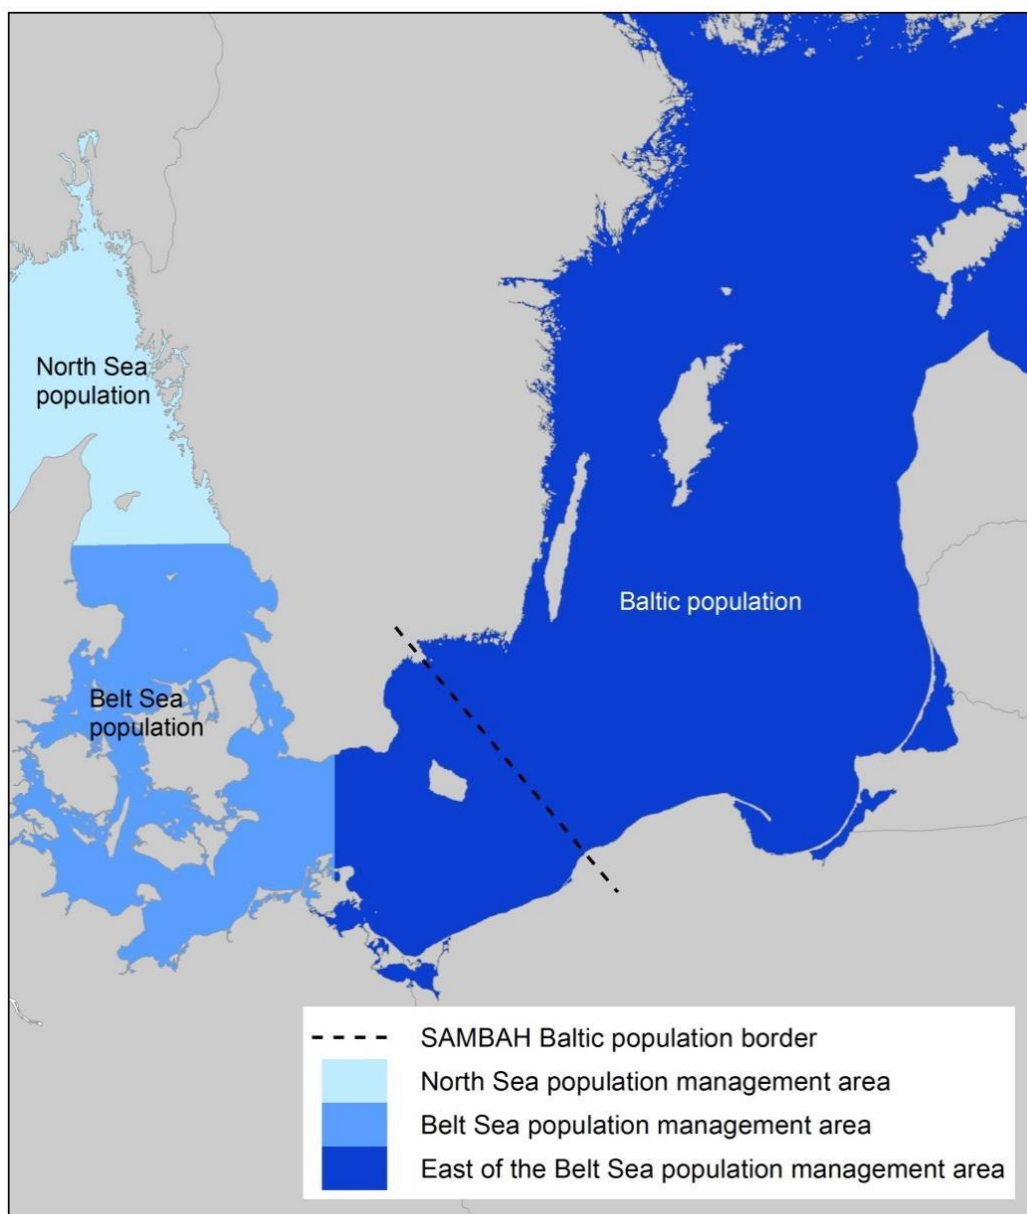 North Sea
population
Baltic population
Belt Sea
population
SAMBAH Baltic population border
North Sea population management area
Belt Sea population management area
East of the Belt Sea population management area